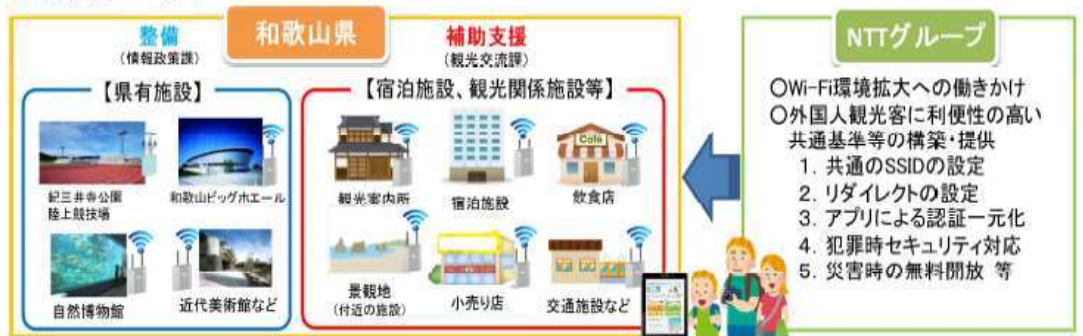 和歌山県
整備
(情報政策課)
補助支援
(観光交流課)
【県有施設】
紀三井寺公園
陸上競技場
和歌山ビッグホエール
自然博物館
近代美術館など
【宿泊施設、観光関係施設等】
観光案内所
宿泊施設
Café
飲食店
景観地
(付近の施設)
小売り店
交通施設など
NTTグループ
〇Wi-Fi環境拡大への働きかけ
〇外国人観光客に利便性の高い
共通基準等の構築・提供
1. 共通のSSIDの設定
2. リダイレクトの設定
3. アプリによる認証一元化
4. 犯罪時セキュリティ対応
5. 災害時の無料開放 等